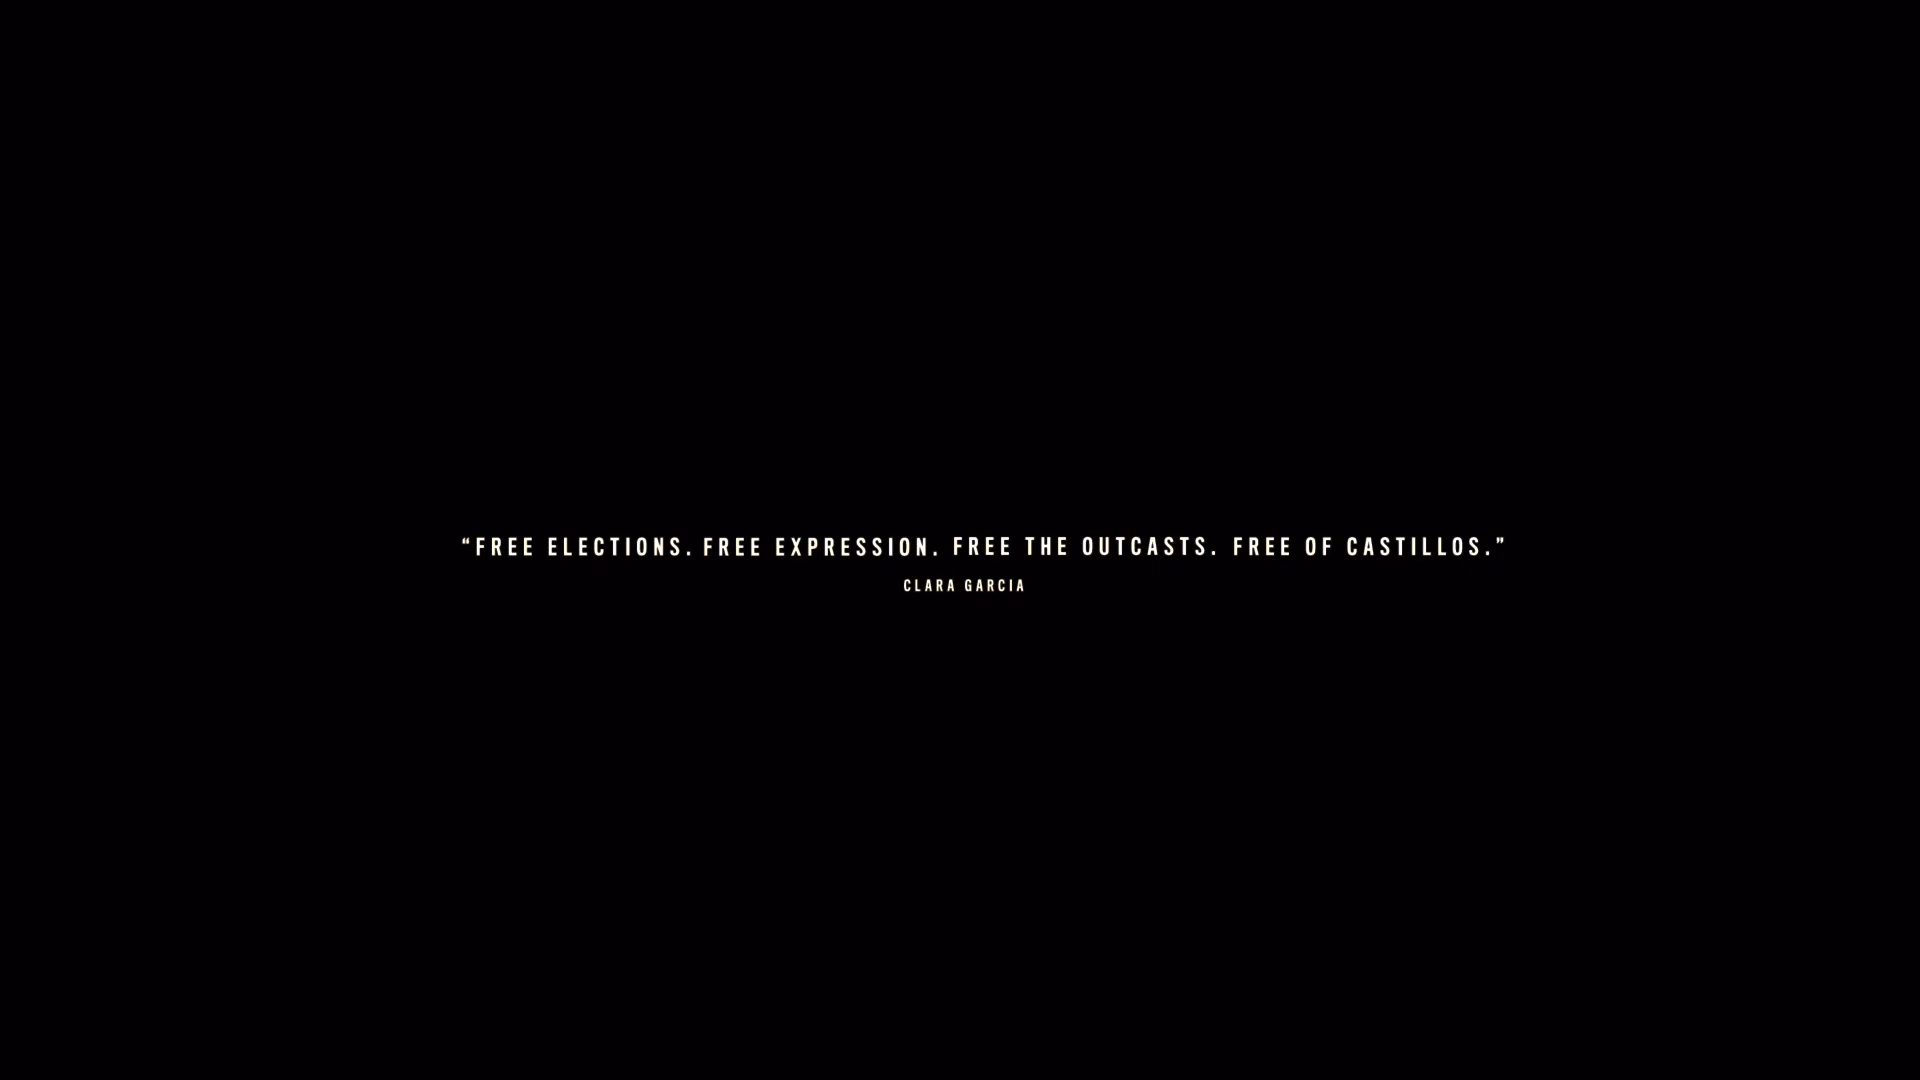 “FREE ELECTIONS. FREE EXPRESSION. FREE THE OUTCASTS. FREE OF CASTILLOS.”
CLARA GARCIA